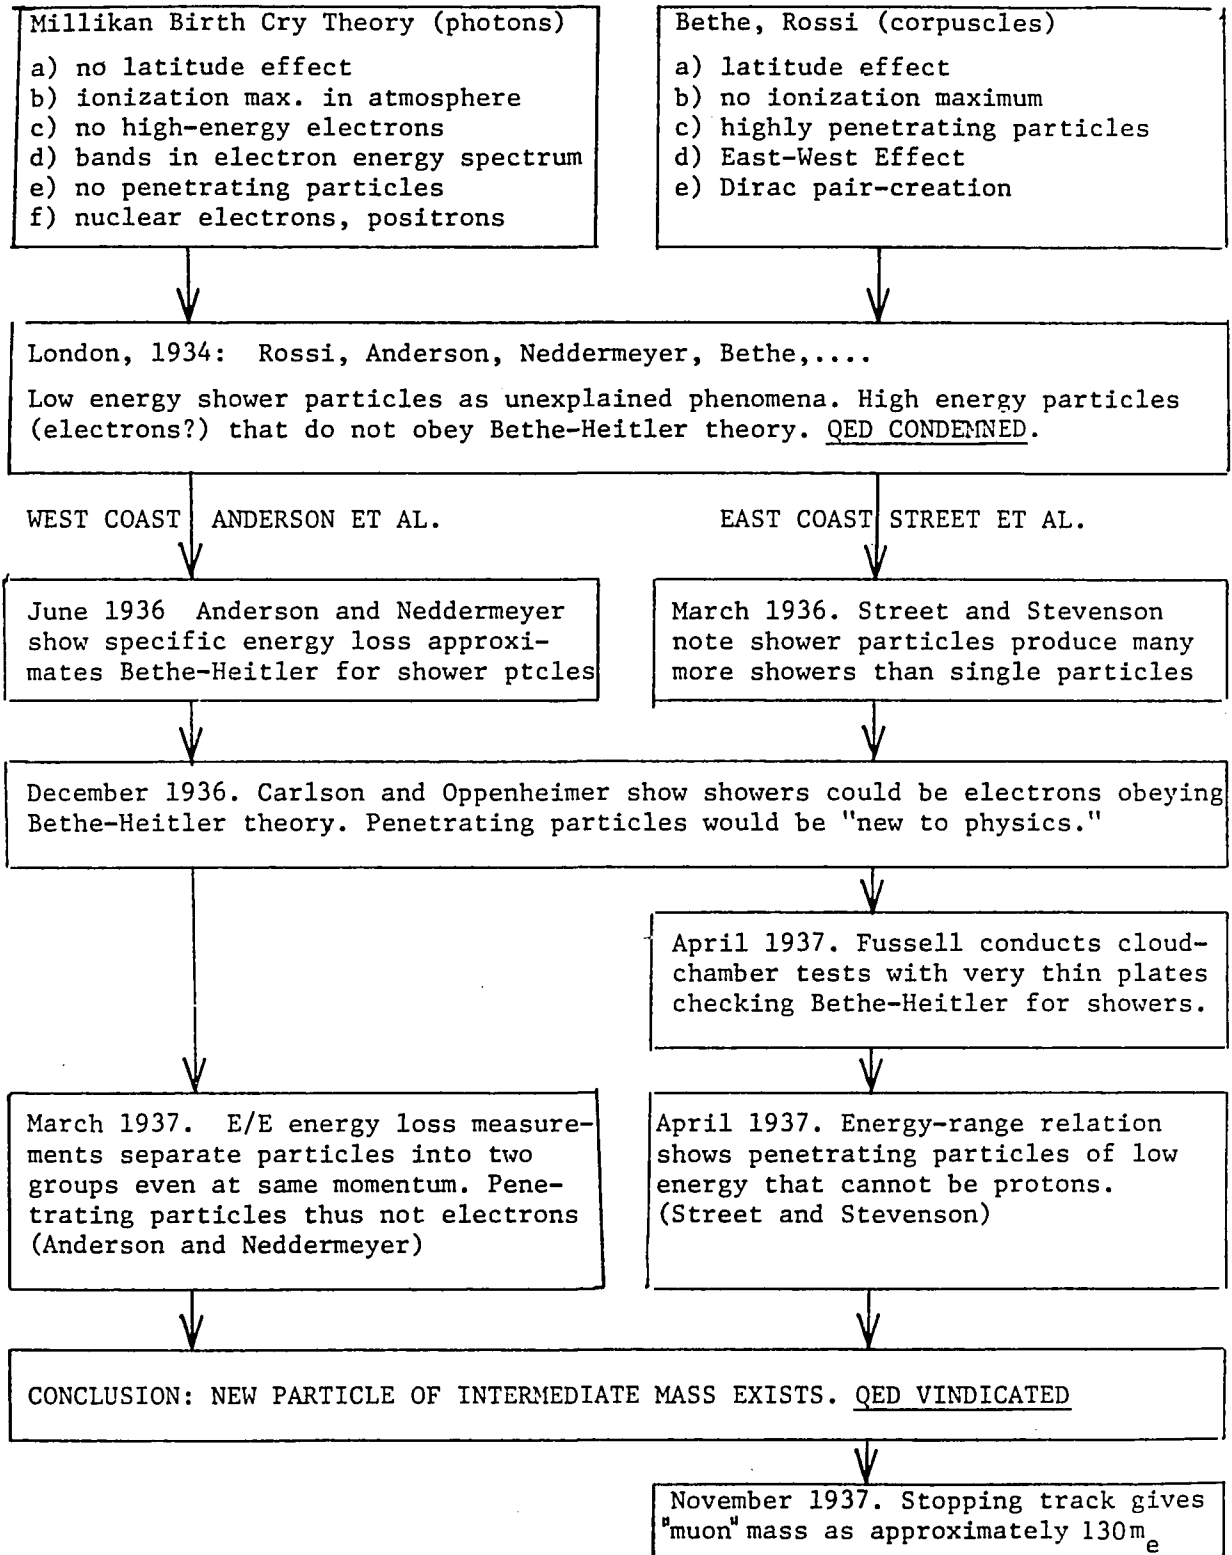 Millikan Birth Cry Theory (photons)
a) no latitude effect
b) ionization max. in atmosphere
c) no high-energy electrons
d) bands in electron energy spectrum
e) no penetrating particles
f) nuclear electrons, positrons
Bethe, Rossi (corpuscles)
a) latitude effect
b) no ionization maximum
c) highly penetrating particles
d) East-West Effect
e) Dirac pair-creation
London, 1934: Rossi, Anderson, Neddermeyer, Bethe,....
Low energy shower particles as unexplained phenomena. High energy particles
(electrons?) that do not obey Bethe-Heitler theory. QED CONDEMNED.
WEST COAST ANDERSON ET AL.
EAST COAST STREET ET AL.
June 1936 Anderson and Neddermeyer
show specific energy loss approxi-
mates Bethe-Heitler for shower ptcles
March 1936. Street and Stevenson
note shower particles produce many
more showers than single particles
December 1936. Carlson and Oppenheimer show showers could be electrons obeying
Bethe-Heitler theory. Penetrating particles would be "new to physics."
April 1937. Fussell conducts cloud-
chamber tests with very thin plates
checking Bethe-Heitler for showers.
March 1937. E/E energy loss measure-
ments separate particles into two
groups even at same momentum. Pene-
trating particles thus not electrons
(Anderson and Neddermeyer)
April 1937. Energy-range relation
shows penetrating particles of low
energy that cannot be protons.
(Street and Stevenson)
CONCLUSION: NEW PARTICLE OF INTERMEDIATE MASS EXISTS. QED VINDICATED
November 1937. Stopping track gives
"muon" mass as approximately 130mₑ